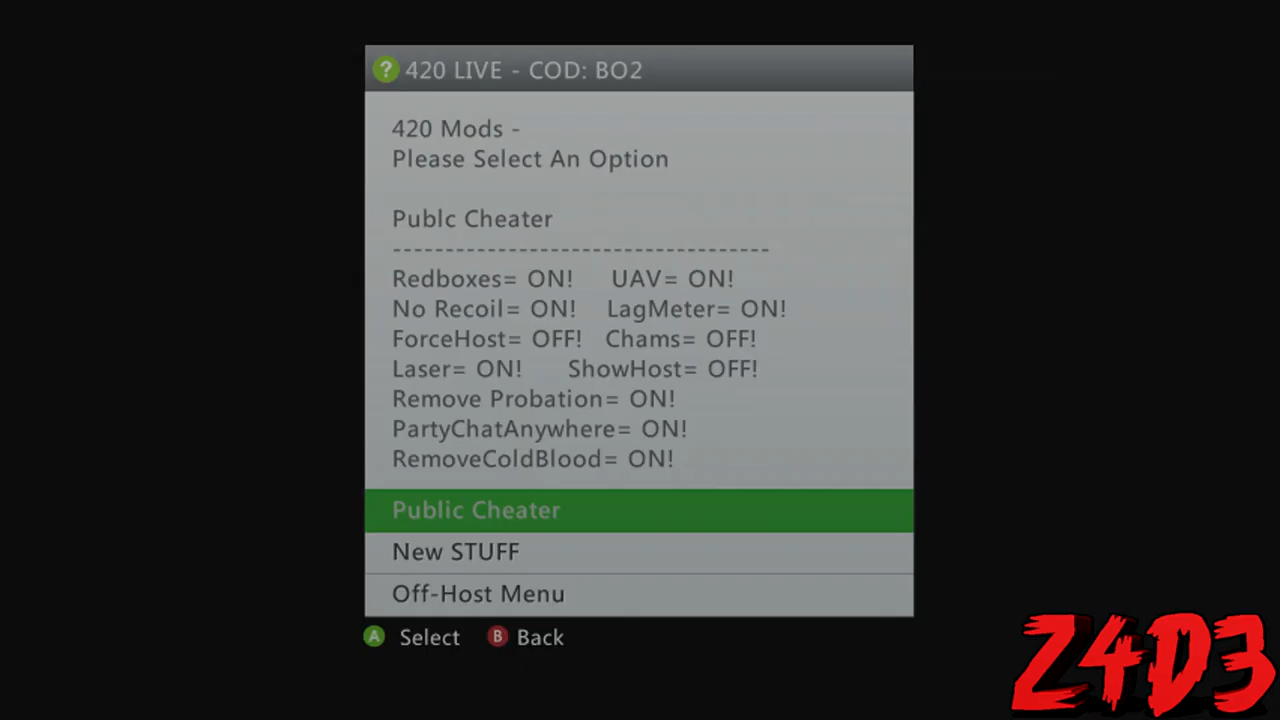 ? 420 LIVE - COD: BO2
420 Mods -
Please Select An Option
Publc Cheater
------------------------------------
Redboxes= ON! UAV= ON!
No Recoil= ON! LagMeter= ON!
ForceHost= OFF! Chams= OFF!
Laser= ON! ShowHost= OFF!
Remove Probation= ON!
PartyChatAnywhere= ON!
RemoveColdBlood= ON!
Public Cheater
New STUFF
Off-Host Menu
A Select B Back
Z4D3